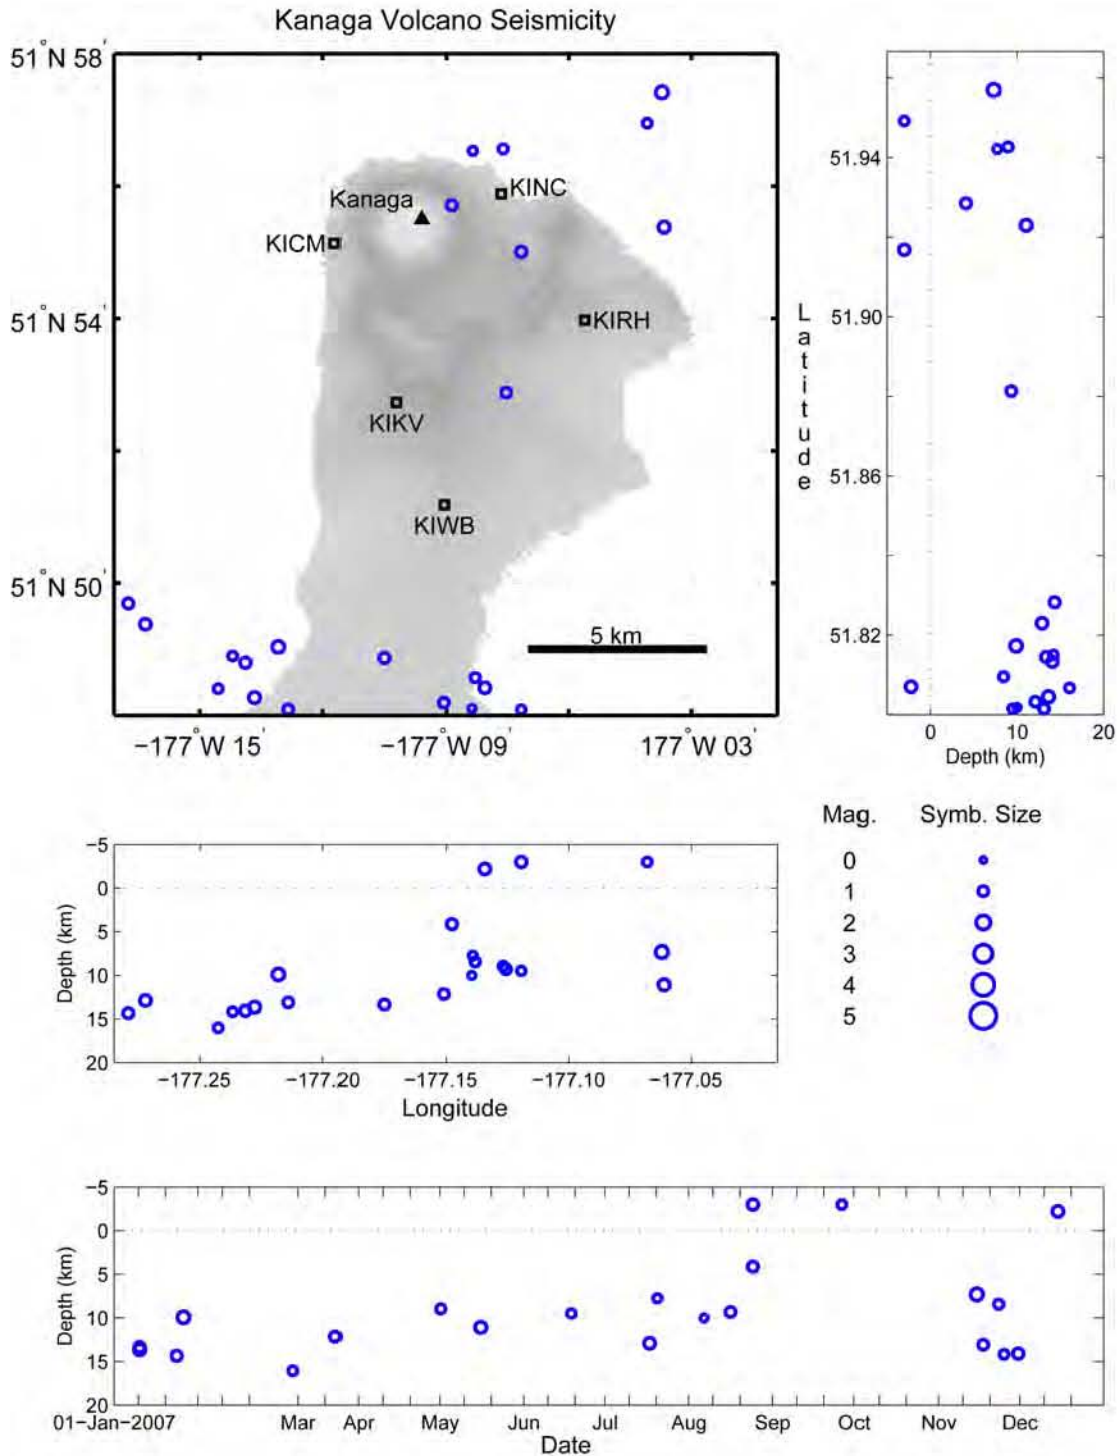 Kanaga Volcano Seismicity
51°N 58'
51°N 54'
51°N 50'
Kanaga
KINC
KICM
KIRH
KIKV
KIWB
5 km
−177°W 15'
−177°W 09'
−177°W 03'
Latitude
51.94
51.90
51.86
51.82
0
10
20
Depth (km)
Mag. Symb. Size
0
1
2
3
4
5
−5
0
5
10
15
20
Depth (km)
−177.25
−177.20
−177.15
−177.10
−177.05
Longitude
−5
0
5
10
15
20
Depth (km)
01−Jan−2007
Mar
Apr
May
Jun
Jul
Aug
Sep
Oct
Nov
Dec
Date